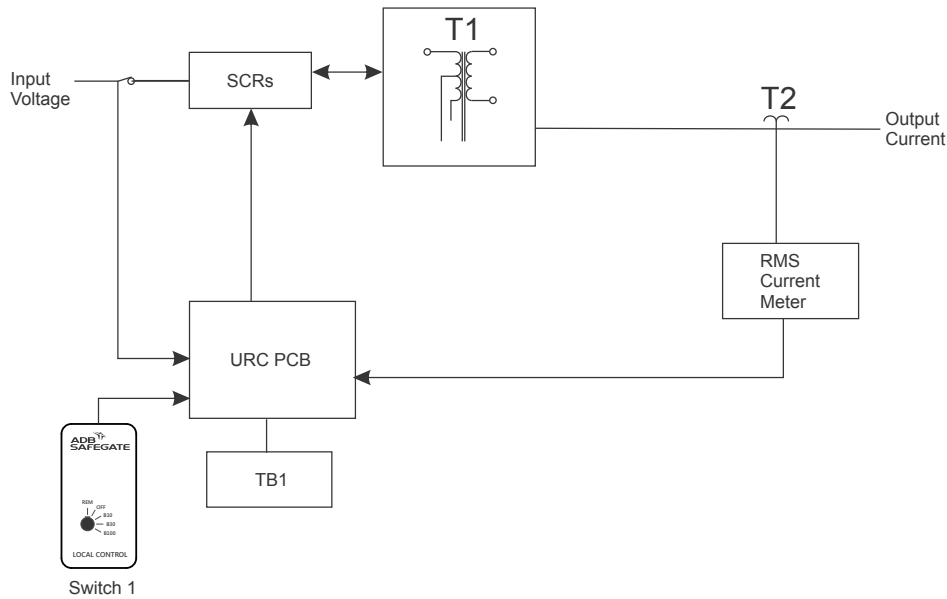 T1
SCRs
Input
Voltage
T2
Output
Current
RMS
Current
Meter
URC PCB
ADB
SAFEGATE
TB1
REM
OFF
B10
B30
B100
LOCAL CONTROL
Switch 1